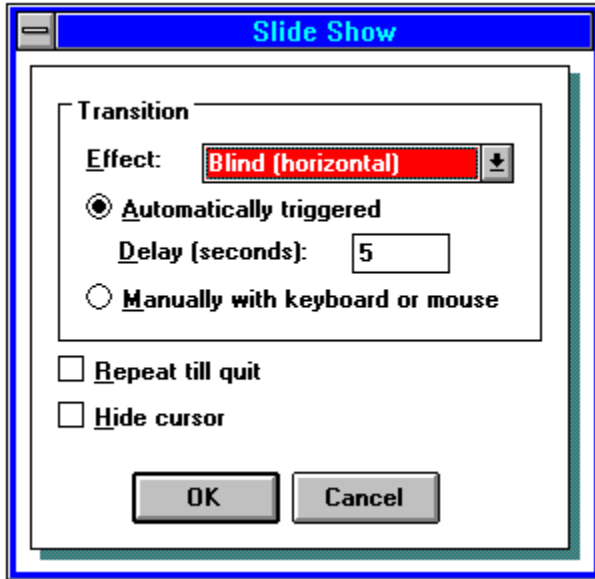 Slide Show
Transition
Effect: Blind (horizontal)
Automatically triggered
Delay (seconds): 5
Manually with keyboard or mouse
Repeat till quit
Hide cursor
OK Cancel